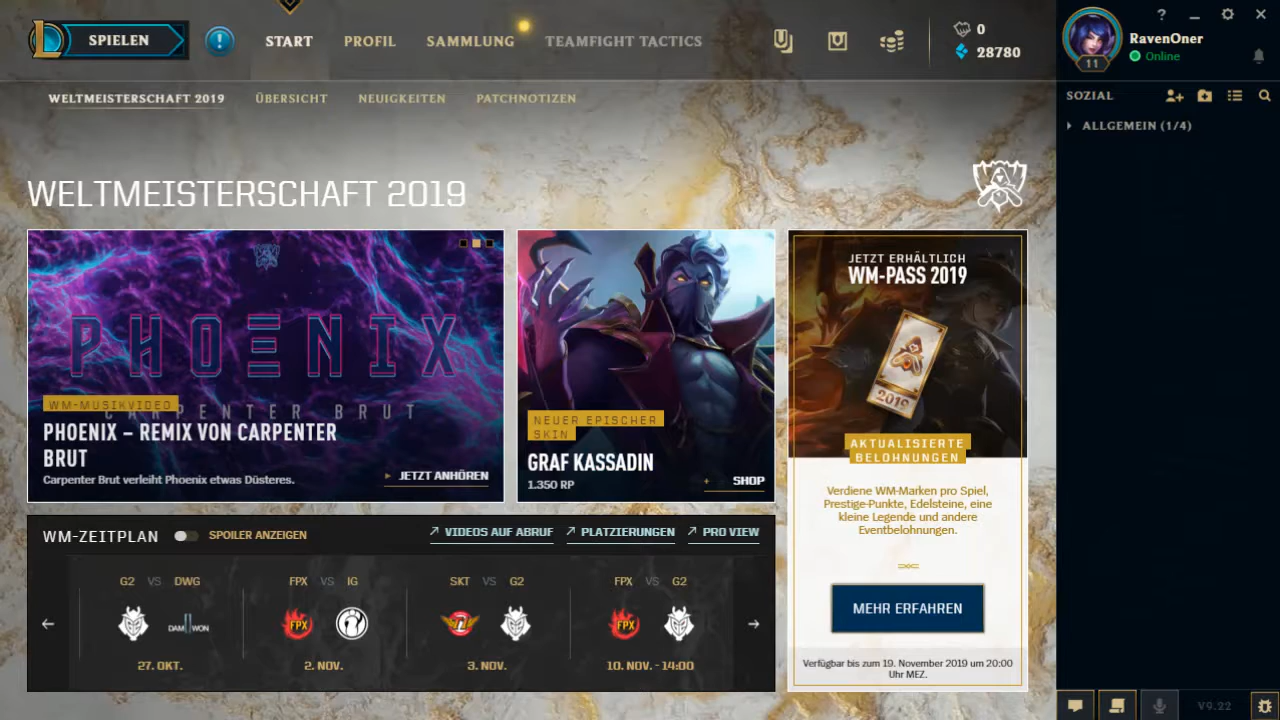 SPIELEN
START
PROFIL
SAMMLUNG
TEAMFIGHT TACTICS
0
28780
?
11
RavenOner
Online
WELTMEISTERSCHAFT 2019
ÜBERSICHT
NEUIGKEITEN
PATCHNOTIZEN
SOZIAL
ALLGEMEIN (1/4)
WELTMEISTERSCHAFT 2019
PHOENIX
CARPENTER BRUT
WM-MUSIKVIDEO
PHOENIX – REMIX VON CARPENTER
BRUT
Carpenter Brut verleiht Phoenix etwas Düsteres.
JETZT ANHÖREN
NEUER EPISCHER
SKIN
GRAF KASSADIN
1.350 RP
SHOP
JETZT ERHÄLTLICH
WM-PASS 2019
2019
AKTUALISIERTE
BELOHNUNGEN
Verdiene WM-Marken pro Spiel,
Prestige-Punkte, Edelsteine, eine
kleine Legende und andere
Eventbelohnungen.
MEHR ERFAHREN
Verfügbar bis zum 19. November 2019 um 20:00
Uhr MEZ.
WM-ZEITPLAN
SPOILER ANZEIGEN
VIDEOS AUF ABRUF
PLATZIERUNGEN
PRO VIEW
G2 VS DWG
FPX VS IG
SKT VS G2
FPX VS G2
DAMWON
FPX
FPX
27. OKT.
2. NOV.
3. NOV.
10. NOV. - 14:00
V9.22